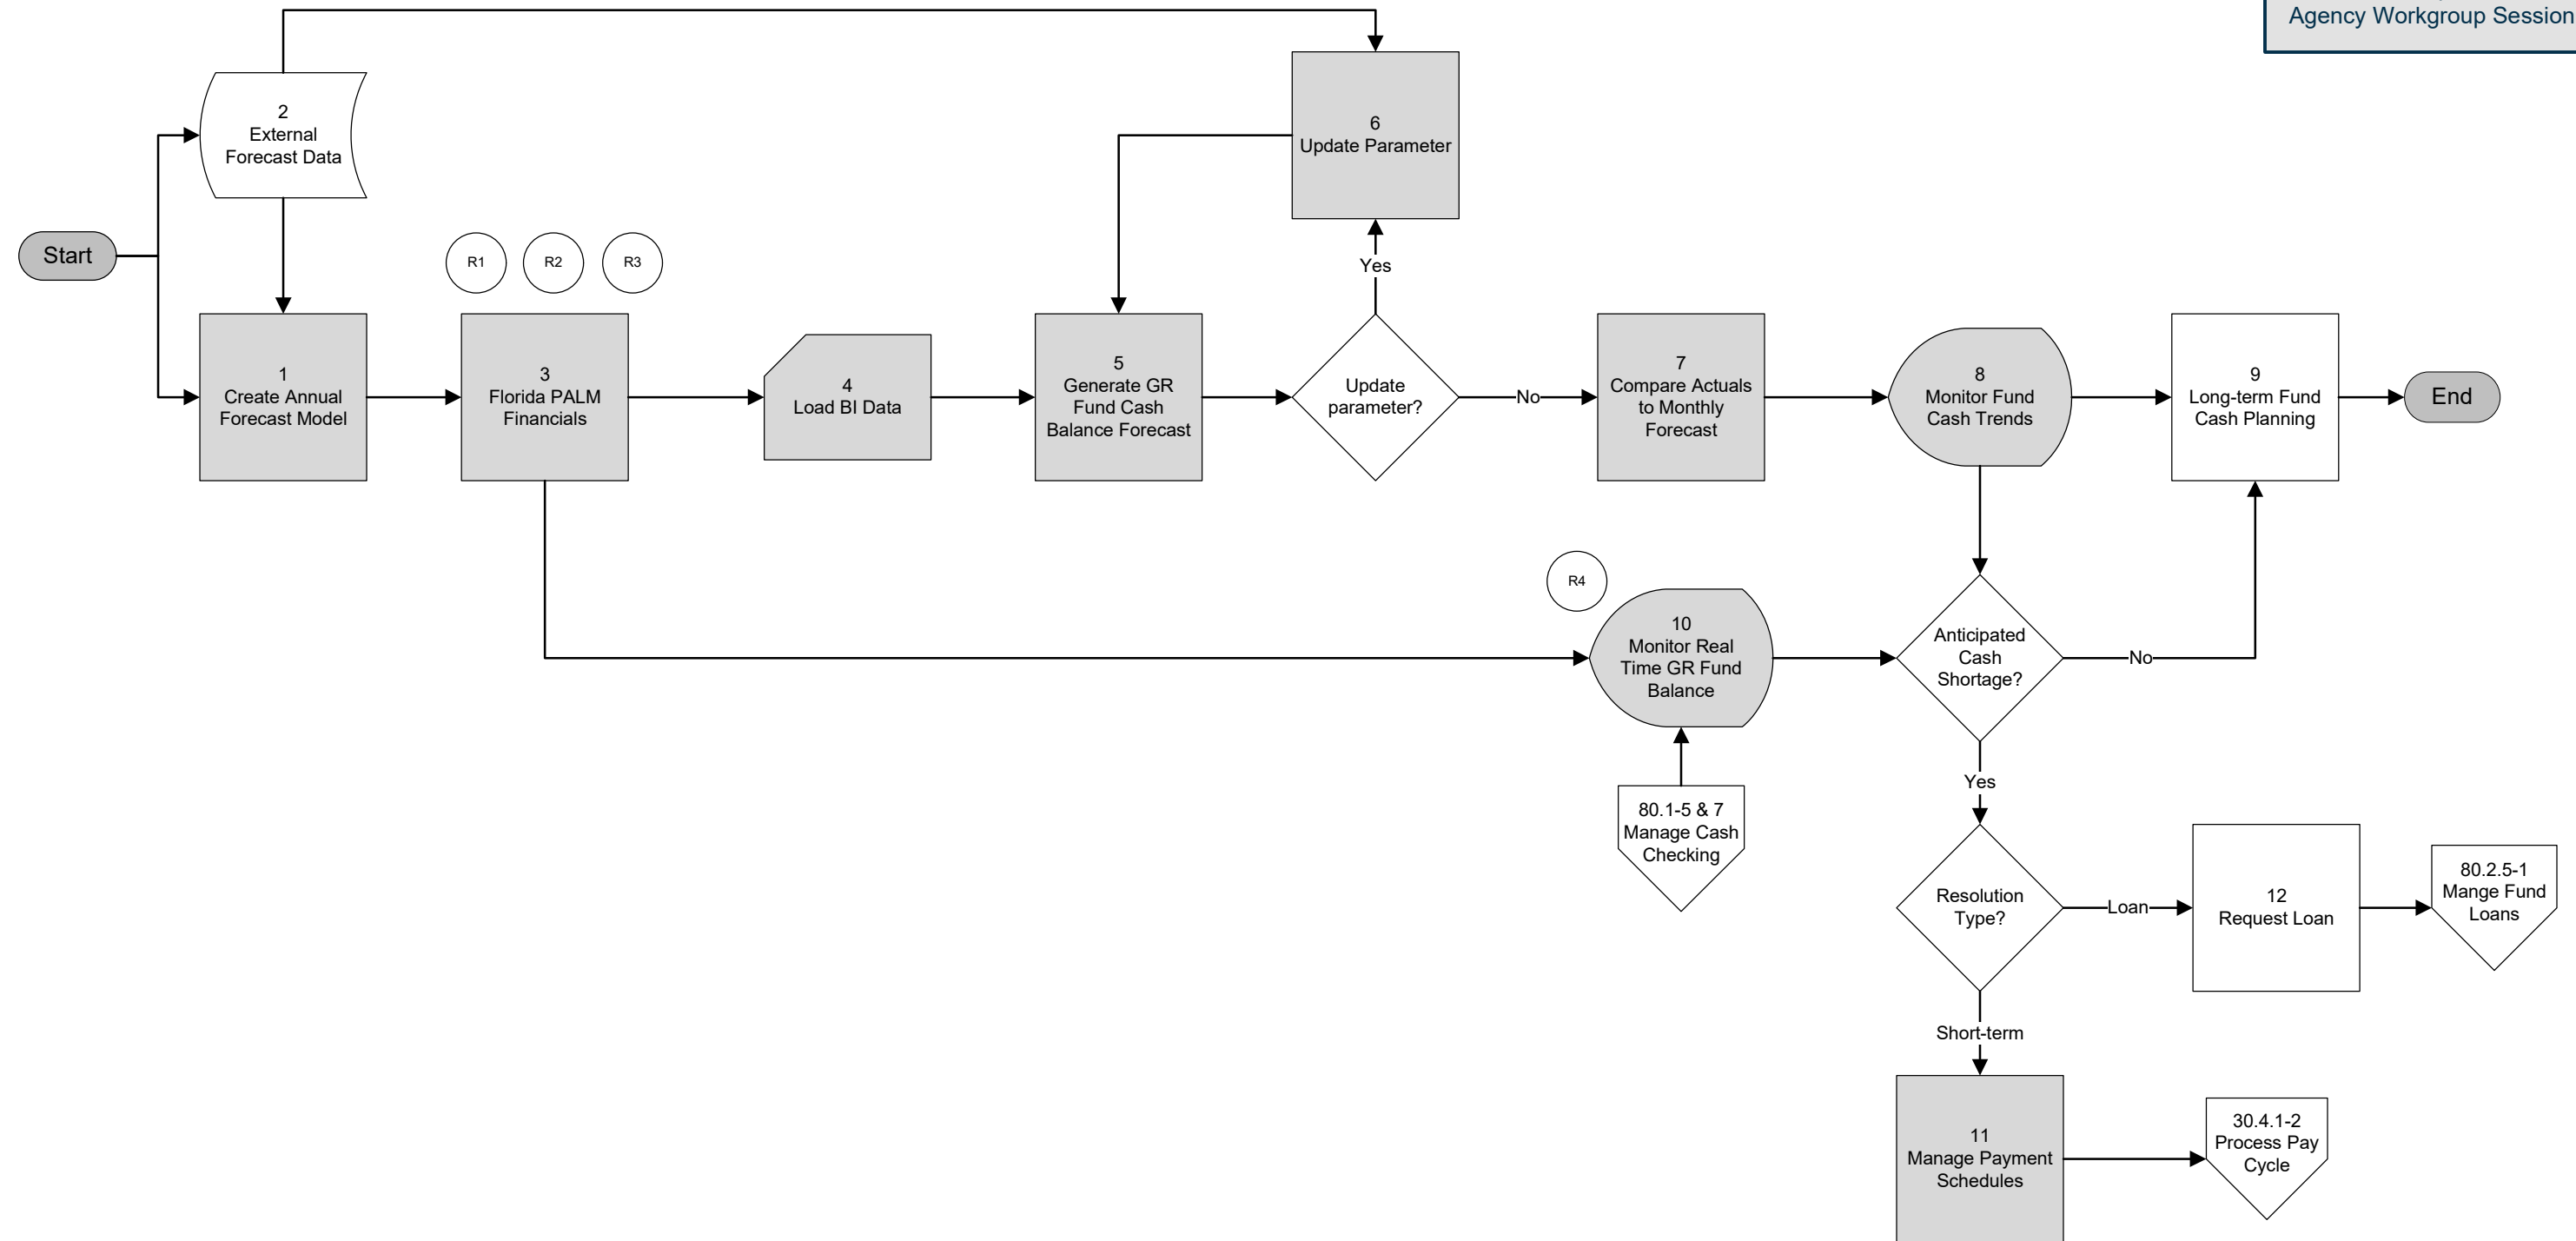 Agency Workgroup Session
2
External
Forecast Data
6
Update Parameter
Start
R1
R2
R3
Yes
1
Create Annual
Forecast Model
3
Florida PALM
Financials
4
Load BI Data
5
Generate GR
Fund Cash
Balance Forecast
Update
parameter?
No
7
Compare Actuals
to Monthly
Forecast
8
Monitor Fund
Cash Trends
9
Long-term Fund
Cash Planning
End
R4
10
Monitor Real
Time GR Fund
Balance
Anticipated
Cash
Shortage?
No
Yes
80.1-5 & 7
Manage Cash
Checking
Resolution
Type?
Loan
12
Request Loan
80.2.5-1
Mange Fund
Loans
Short-term
11
Manage Payment
Schedules
30.4.1-2
Process Pay
Cycle